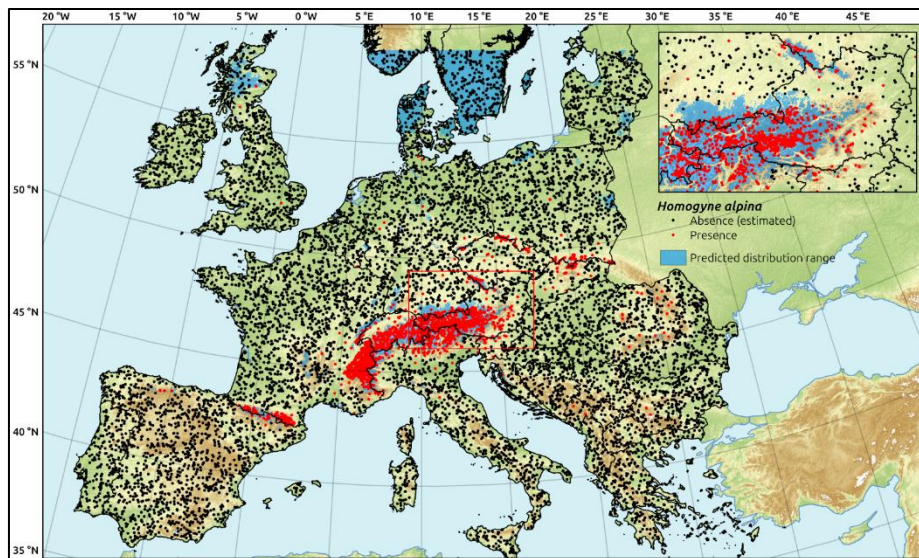 20 °W 15 °W 10 °W 5 °W 0 °E 5 °E 10 °E 15 °E 20 °E 25 °E 30 °E 35 °E 40 °E 45 °E
55 °N
50 °N
45 °N
40 °N
35 °N
Homogyne alpina
Absence (estimated)
Presence
Predicted distribution range